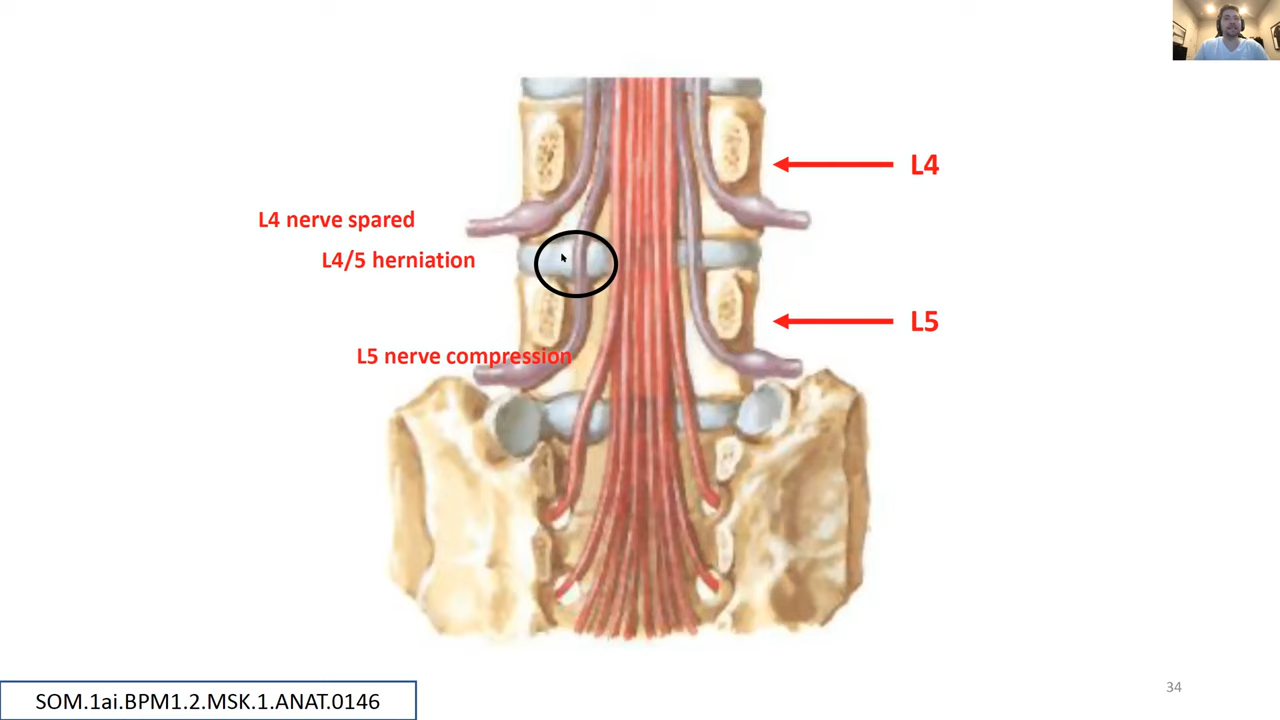 L4
L4 nerve spared
L4/5 herniation
L5
L5 nerve compression
34
SOM.1ai.BPM1.2.MSK.1.ANAT.0146